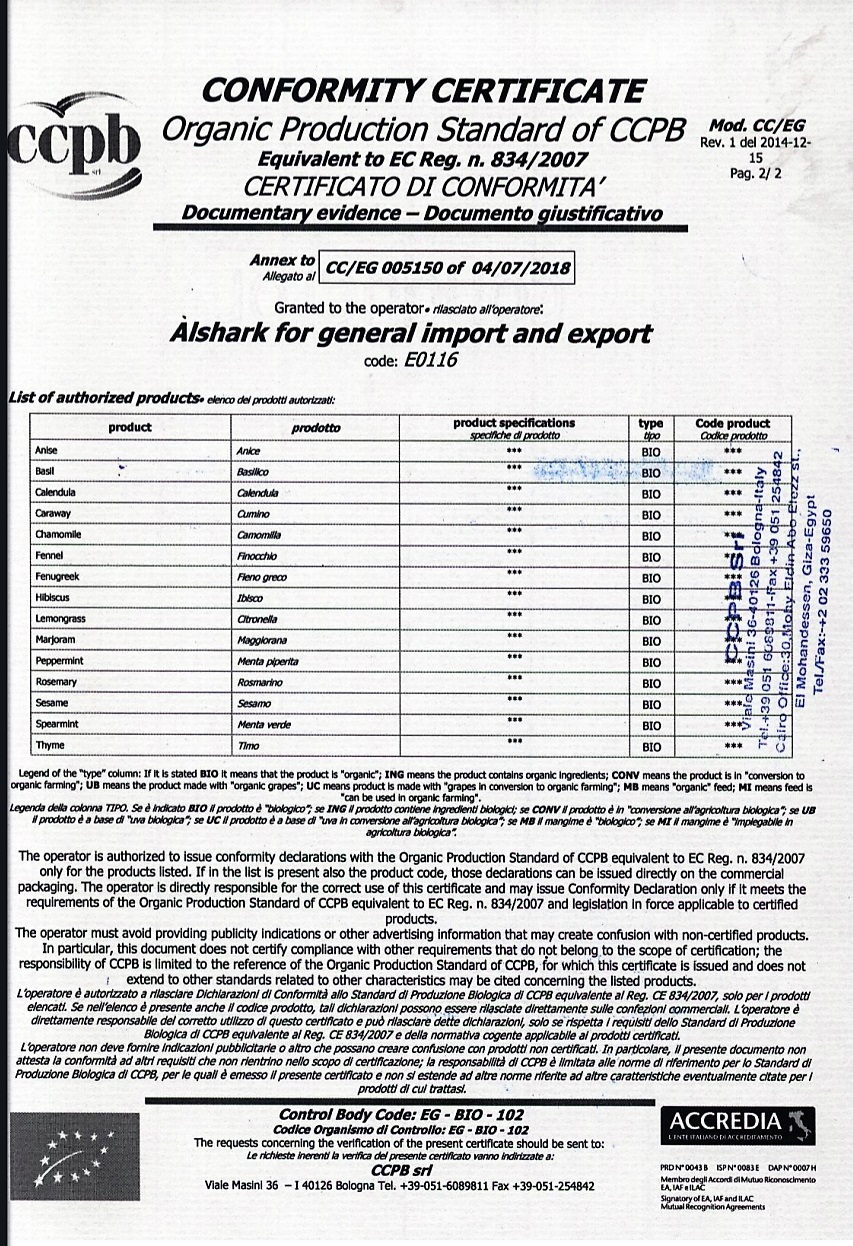 CONFORMITY CERTIFICATE
ccpb
srl
Organic Production Standard of CCPB
Equivalent to EC Reg. n. 834/2007
CERTIFICATO DI CONFORMITA'
Documentary evidence – Documento giustificativo
Mod. CC/EG
Rev. 1 del 2014-12-
15
Pag. 2/ 2
Annex to
Allegato al
CC/EG 005150 of 04/07/2018
Granted to the operator• rilasciato all'operatore:
Alshark for general import and export
code: E0116
List of authorized products• elenco dei prodotti autorizzati:
product prodotto product specifications type Code product
specifiche di prodotto tipo Codice prodotto
Anise Anice *** BIO ***
Basil Basilico *** BIO ***
Calendula Calendula *** BIO ***
Caraway Cumino *** BIO ***
Chamomile Camomilla *** BIO ***
Fennel Finocchio *** BIO ***
Fenugreek Fieno greco *** BIO ***
Hibiscus Ibisco *** BIO ***
Lemongrass Citronella *** BIO ***
Marjoram Maggiorana *** BIO ***
Peppermint Menta piperita *** BIO ***
Rosemary Rosmarino *** BIO ***
Sesame Sesamo *** BIO ***
Spearmint Menta verde *** BIO ***
Thyme Timo *** BIO ***
CCPB Srl
Viale Masini 36-40126 Bologna-Italy
Tel.+39 051 6089811-Fax +39 051 254842
Cairo Office:30,Mohy Eldin Abo Elezz st.,
El Mohandessen, Giza-Egypt
Tel./Fax:-+2 02 333 59650
Legend of the "type" column: If it is stated BIO it means that the product is "organic"; ING means the product contains organic ingredients; CONV means the product is in "conversion to
organic farming"; UB means the product made with "organic grapes"; UC means product is made with "grapes in conversion to organic farming"; MB means "organic" feed; MI means feed is
"can be used in organic farming".
Legenda della colonna TIPO. Se è indicato BIO il prodotto è "biologico"; se ING il prodotto contiene ingredienti biologici; se CONV il prodotto è in "conversione all'agricoltura biologica"; se UB
il prodotto è a base di "uva biologica"; se UC il prodotto è a base di "uva in conversione all'agricoltura biologica"; se MB il mangime è "biologico"; se MI il mangime è "impiegabile in
agricoltura biologica".
The operator is authorized to issue conformity declarations with the Organic Production Standard of CCPB equivalent to EC Reg. n. 834/2007
only for the products listed. If in the list is present also the product code, those declarations can be issued directly on the commercial
packaging. The operator is directly responsible for the correct use of this certificate and may issue Conformity Declaration only if it meets the
requirements of the Organic Production Standard of CCPB equivalent to EC Reg. n. 834/2007 and legislation in force applicable to certified
products.
The operator must avoid providing publicity indications or other advertising information that may create confusion with non-certified products.
In particular, this document does not certify compliance with other requirements that do not belong to the scope of certification; the
responsibility of CCPB is limited to the reference of the Organic Production Standard of CCPB, for which this certificate is issued and does not
extend to other standards related to other characteristics may be cited concerning the listed products.
L'operatore è autorizzato a rilasciare Dichiarazioni di Conformità allo Standard di Produzione Biologica di CCPB equivalente al Reg. CE 834/2007, solo per i prodotti
elencati. Se nell'elenco è presente anche il codice prodotto, tali dichiarazioni possono essere rilasciate direttamente sulle confezioni commerciali. L'operatore è
direttamente responsabile del corretto utilizzo di questo certificato e può rilasciare dette dichiarazioni, solo se rispetta i requisiti dello Standard di Produzione
Biologica di CCPB equivalente al Reg. CE 834/2007 e della normativa cogente applicabile ai prodotti certificati.
L'operatore non deve fornire indicazioni pubblicitarie o altro che possano creare confusione con prodotti non certificati. In particolare, il presente documento non
attesta la conformità ad altri requisiti che non rientrino nello scopo di certificazione; la responsabilità di CCPB è limitata alle norme di riferimento per lo Standard di
Produzione Biologica di CCPB, per le quali è emesso il presente certificato e non si estende ad altre norme riferite ad altre caratteristiche eventualmente citate per i
prodotti di cui trattasi.
Control Body Code: EG - BIO - 102
Codice Organismo di Controllo: EG - BIO - 102
The requests concerning the verification of the present certificate should be sent to:
Le richieste inerenti la verifica del presente certificato vanno indirizzate a:
CCPB srl
Viale Masini 36 – I 40126 Bologna Tel. +39-051-6089811 Fax +39-051-254842
ACCREDIA
L'ENTE ITALIANO DI ACCREDITAMENTO
PRD N° 0043 B ISP N° 0083 E DAP N° 0007 H
Membro degli Accordi di Mutuo Riconoscimento
EA, IAF e ILAC
Signatory of EA, IAF and ILAC
Mutual Recognition Agreements